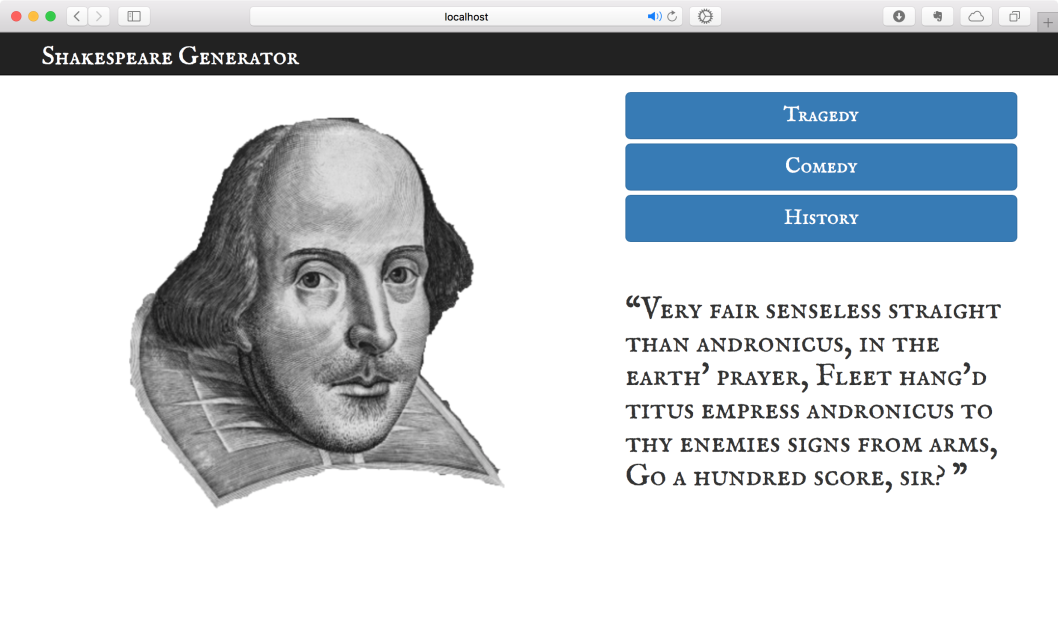 localhost
Shakespeare Generator
Tragedy
Comedy
History
“Very fair senseless straight
than andronicus, in the
earth’ prayer, Fleet hang’d
titus empress andronicus to
thy enemies signs from arms,
Go a hundred score, sir? ”